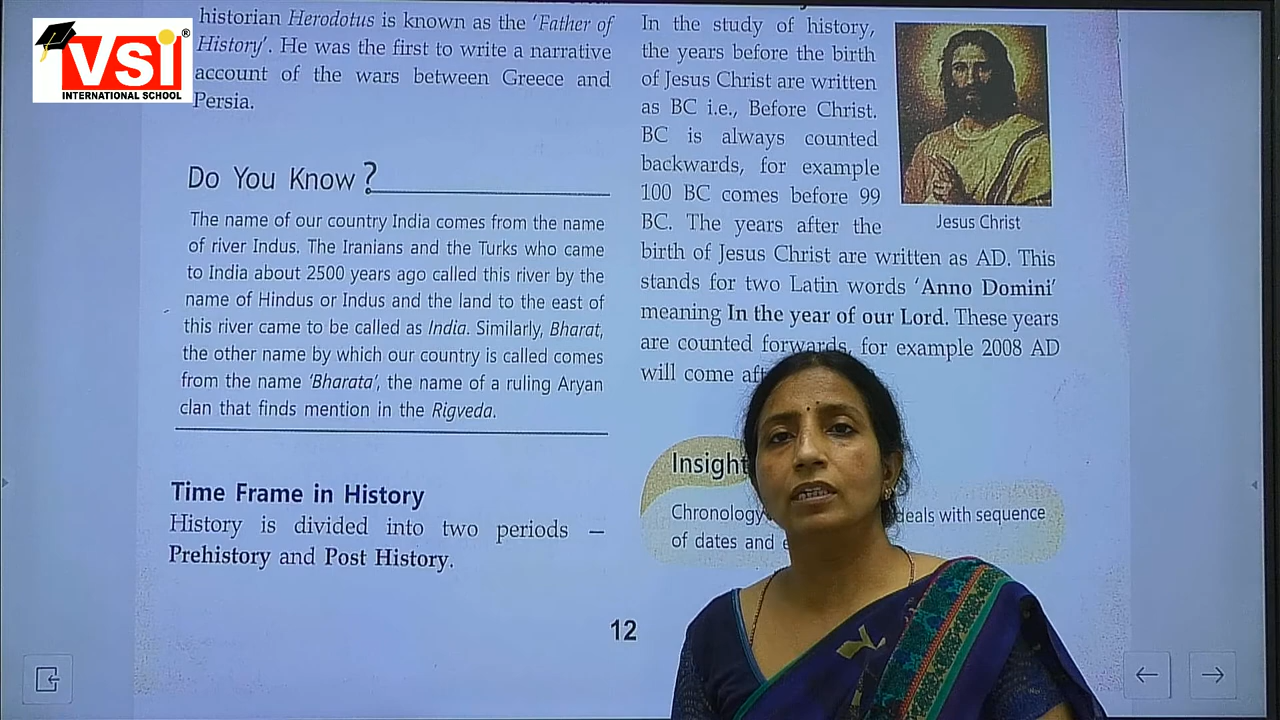 VSI
®
INTERNATIONAL SCHOOL
historian Herodotus is known as the ‘Father of
History’. He was the first to write a narrative
account of the wars between Greece and
Persia.
Do You Know ?
The name of our country India comes from the name
of river Indus. The Iranians and the Turks who came
to India about 2500 years ago called this river by the
name of Hindus or Indus and the land to the east of
this river came to be called as India. Similarly, Bharat,
the other name by which our country is called comes
from the name ‘Bharata’, the name of a ruling Aryan
clan that finds mention in the Rigveda.
Time Frame in History
History is divided into two periods –
Prehistory and Post History.
In the study of history,
the years before the birth
of Jesus Christ are written
as BC i.e., Before Christ.
BC is always counted
backwards, for example
100 BC comes before 99
BC. The years after the
Jesus Christ
birth of Jesus Christ are written as AD. This
stands for two Latin words ‘Anno Domini’
meaning In the year of our Lord. These years
are counted forwards, for example 2008 AD
will come
Insight
Chronology deals with sequence
of dates and
12